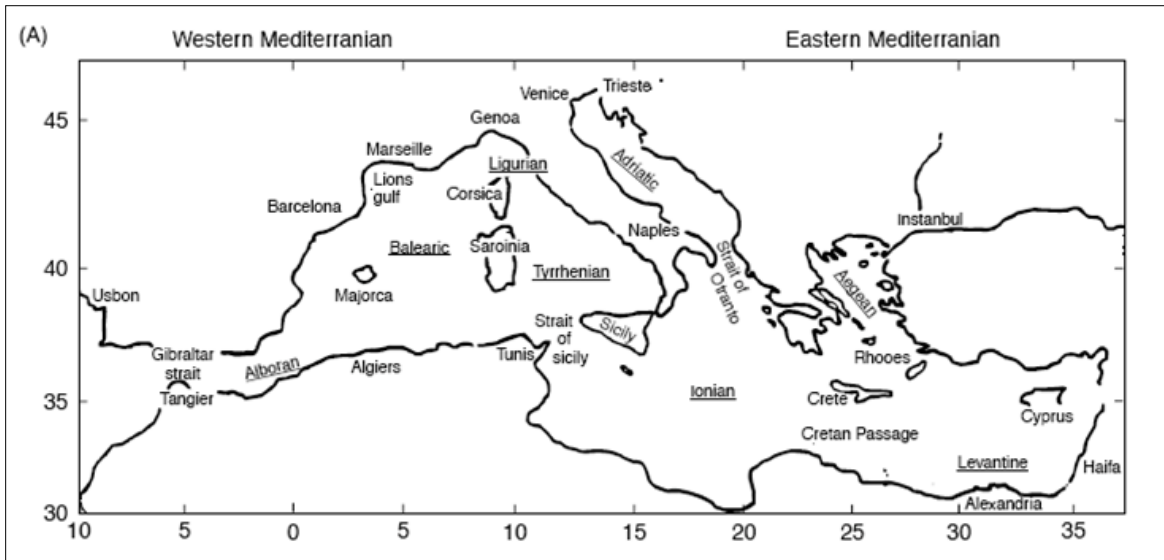 (A)
Western Mediterranian
Eastern Mediterranian
45
40
35
30
Venice
Trieste
Genoa
Marseille
Ligurian
Adriatic
Lions
gulf
Corsica
Barcelona
Instanbul
Naples
Balearic
Saroinia
Strait of
Otranto
Aegean
Tyrrhenian
Usbon
Majorca
Strait
of
sicily
Sicily
Gibraltar
strait
Alboran
Algiers
Tunis
Rhooes
Tangier
Ionian
Crete
Cyprus
Cretan Passage
Levantine
Haifa
Alexandria
10
5
0
5
10
15
20
25
30
35